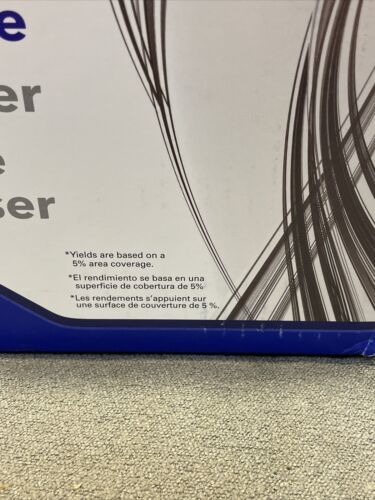 e
er
e
ser
*Yields are based on a
5% area coverage.
*El rendimiento se basa en una
superficie de cobertura de 5%
*Les rendements s'appuient sur
une surface de couverture de 5 %.